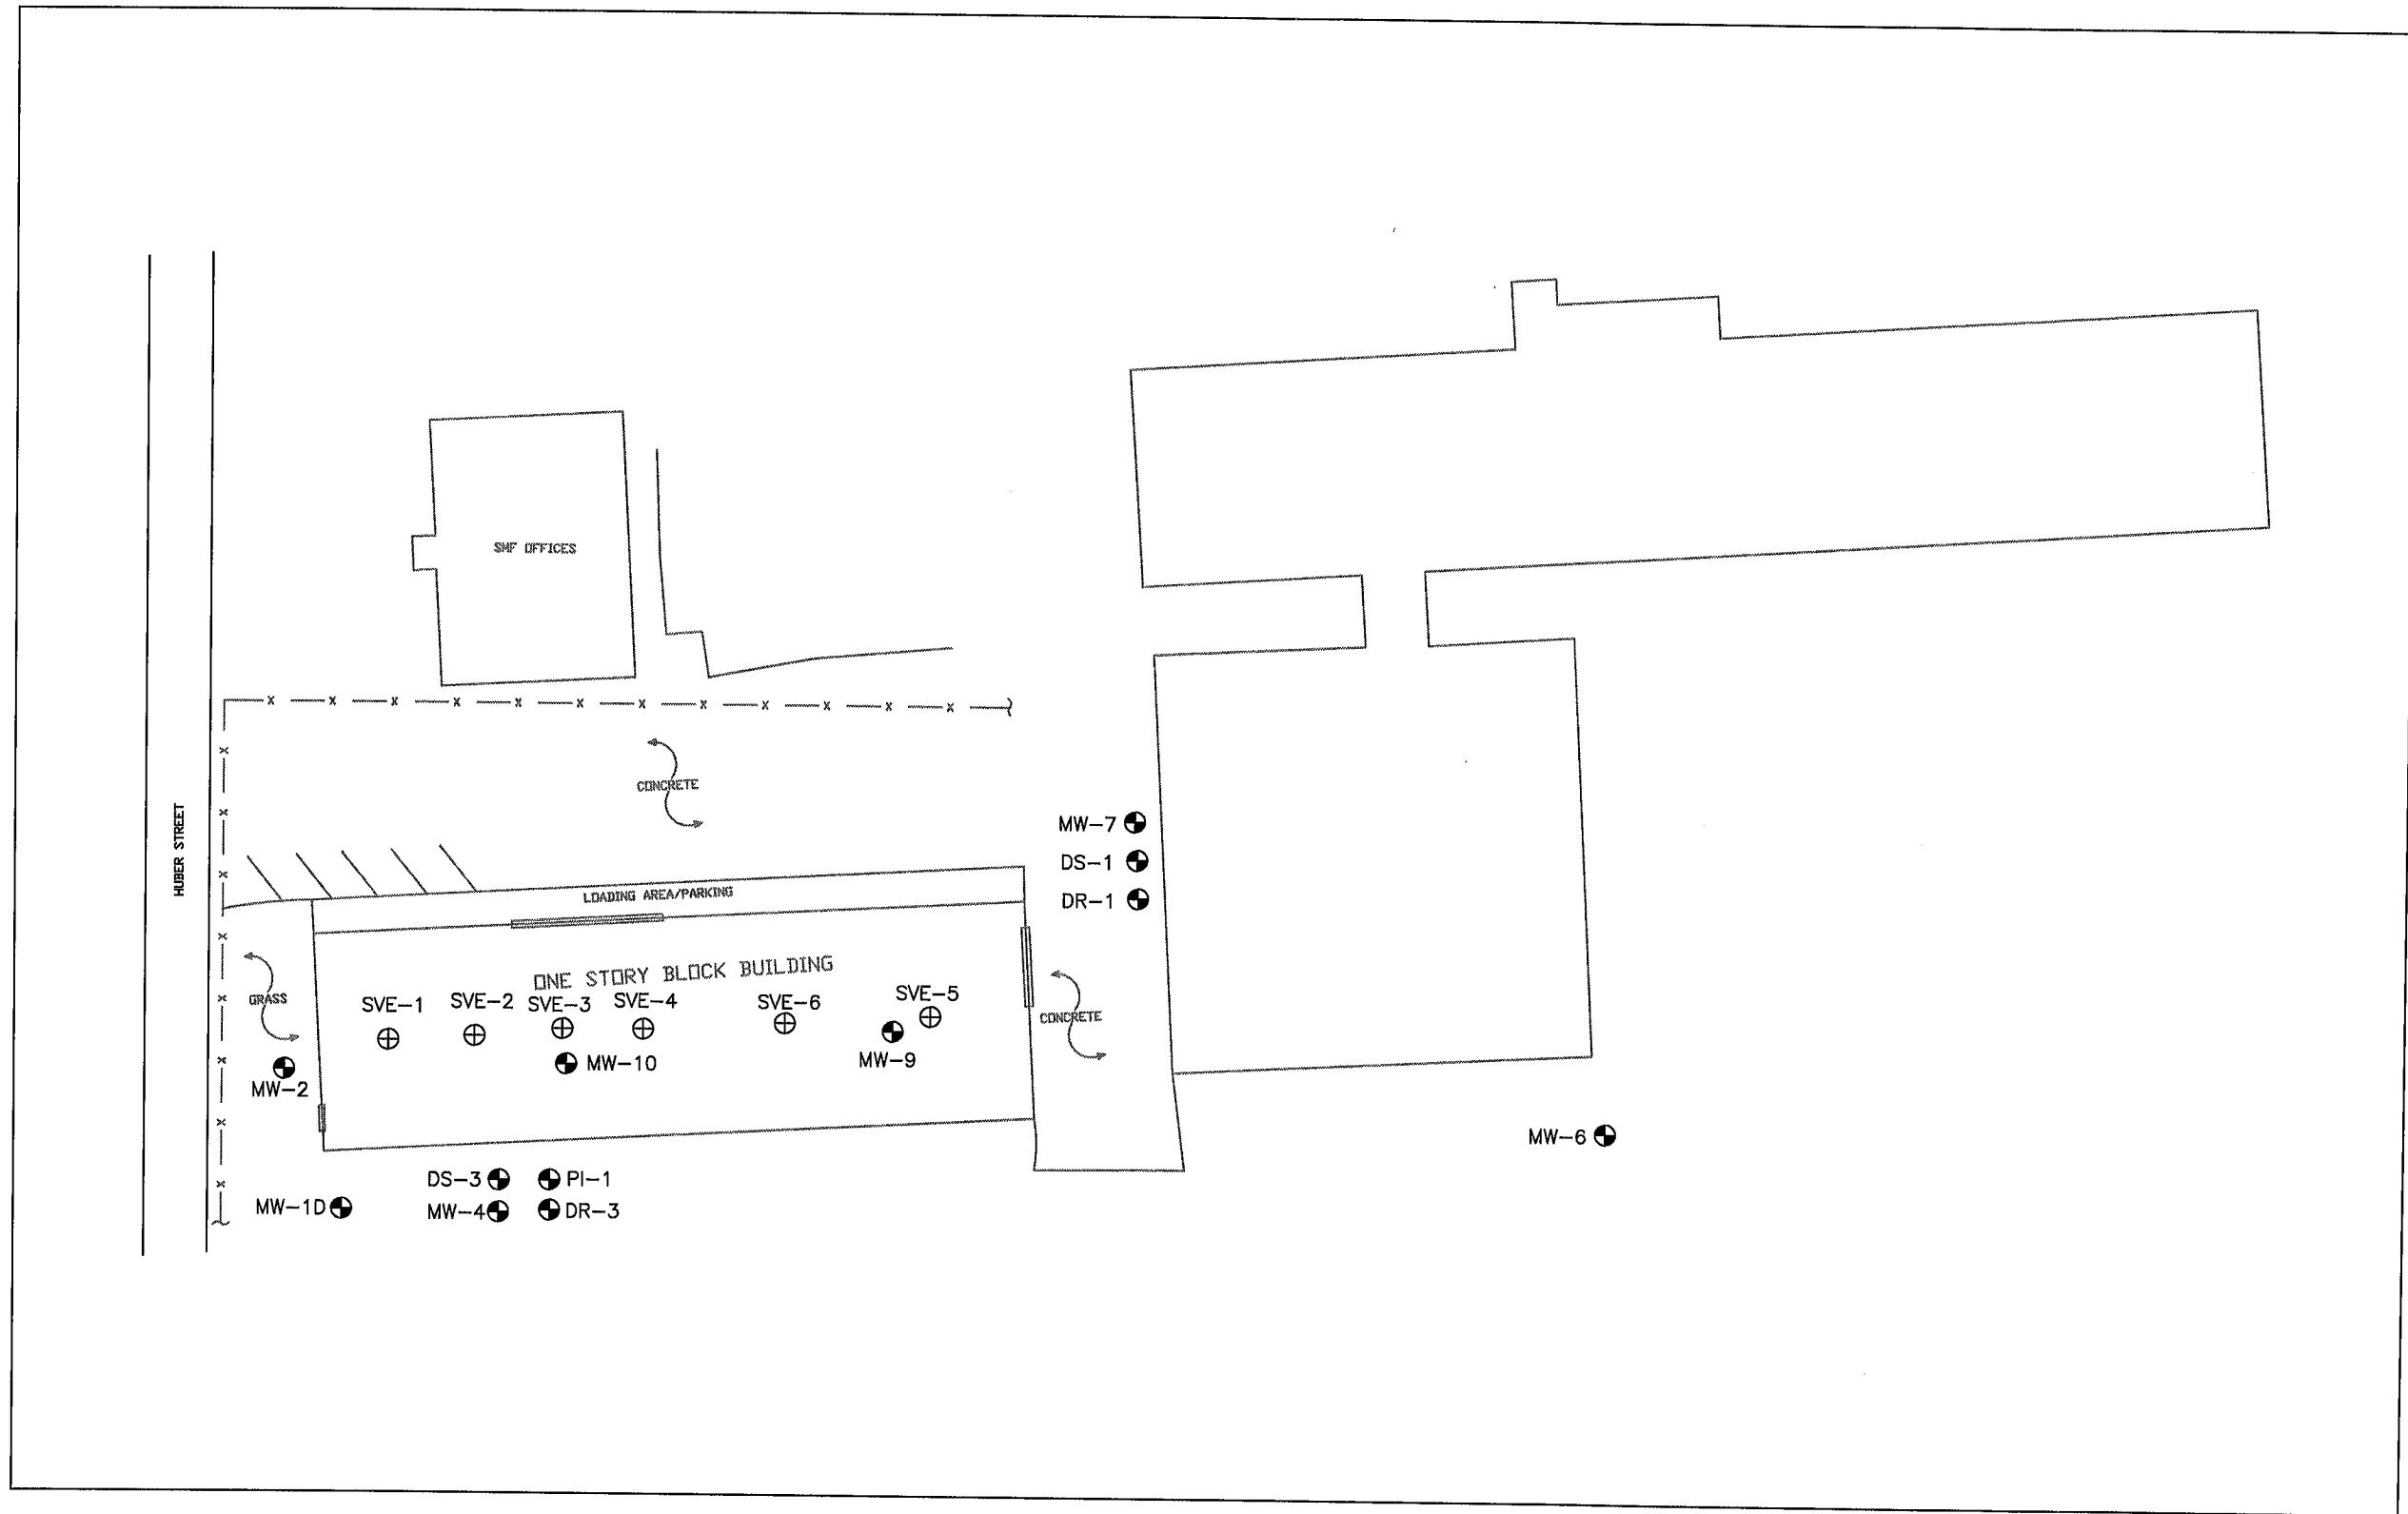 SMF OFFICES
CONCRETE
HUBER STREET
MW-7
DS-1
DR-1
LOADING AREA/PARKING
ONE STORY BLOCK BUILDING
GRASS
SVE-1
SVE-2
SVE-3
SVE-4
SVE-6
SVE-5
CONCRETE
MW-10
MW-9
MW-2
MW-6
DS-3
PI-1
MW-1D
MW-4
DR-3